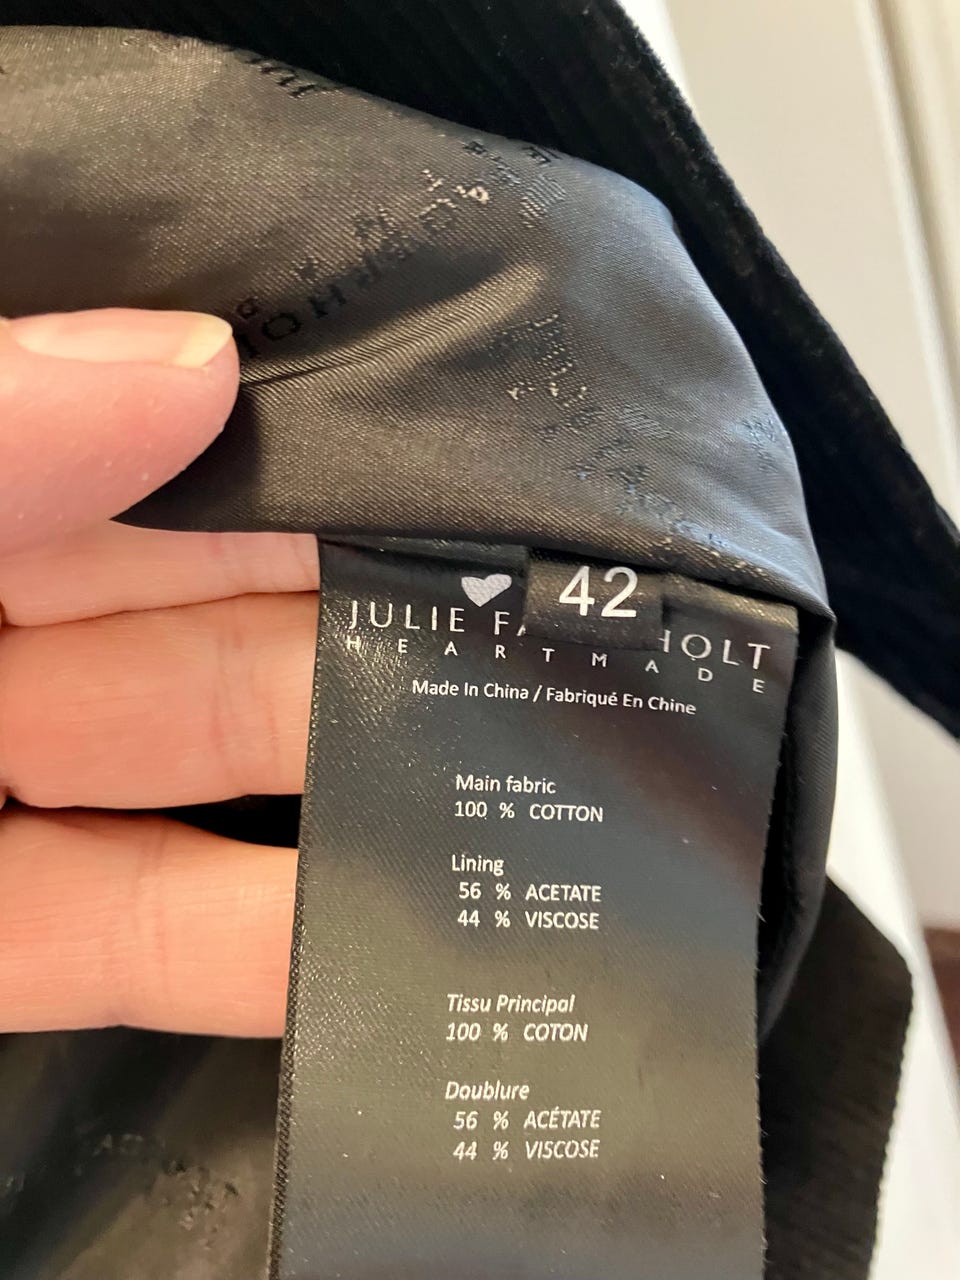 42
JULIE HOLT
HEARTMADE
Made In China / Fabriqué En Chine
Main fabric
100 % COTTON
Lining
56 % ACETATE
44 % VISCOSE
Tissu Principal
100 % COTON
Doublure
56 % ACÉTATE
44 % VISCOSE